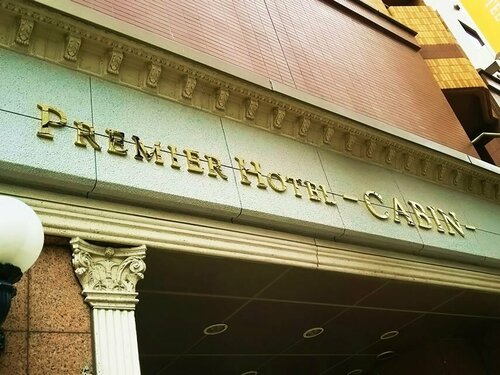 PREMIER HOTEL -CABIN-